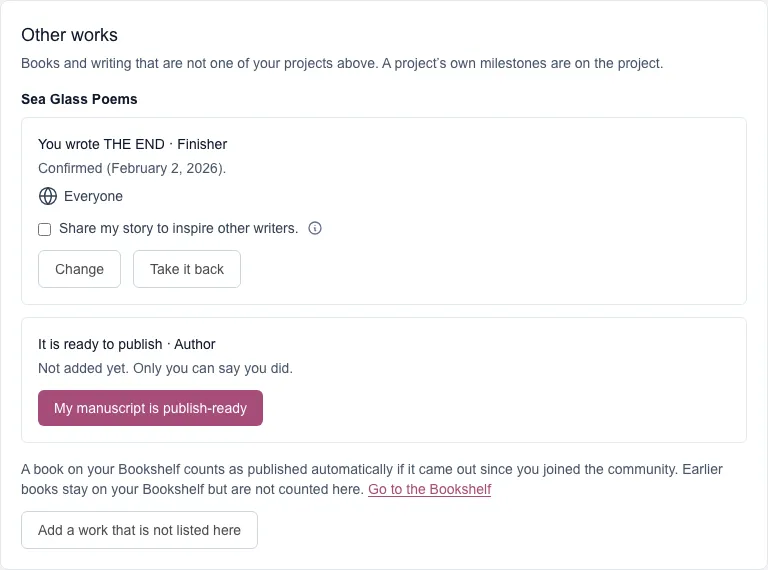 Other works
Books and writing that are not one of your projects above. A project's own milestones are on the project.
Sea Glass Poems
You wrote THE END · Finisher
Confirmed (February 2, 2026).
Everyone
Share my story to inspire other writers.
Change
Take it back
It is ready to publish · Author
Not added yet. Only you can say you did.
My manuscript is publish-ready
A book on your Bookshelf counts as published automatically if it came out since you joined the community. Earlier
books stay on your Bookshelf but are not counted here. Go to the Bookshelf
Add a work that is not listed here